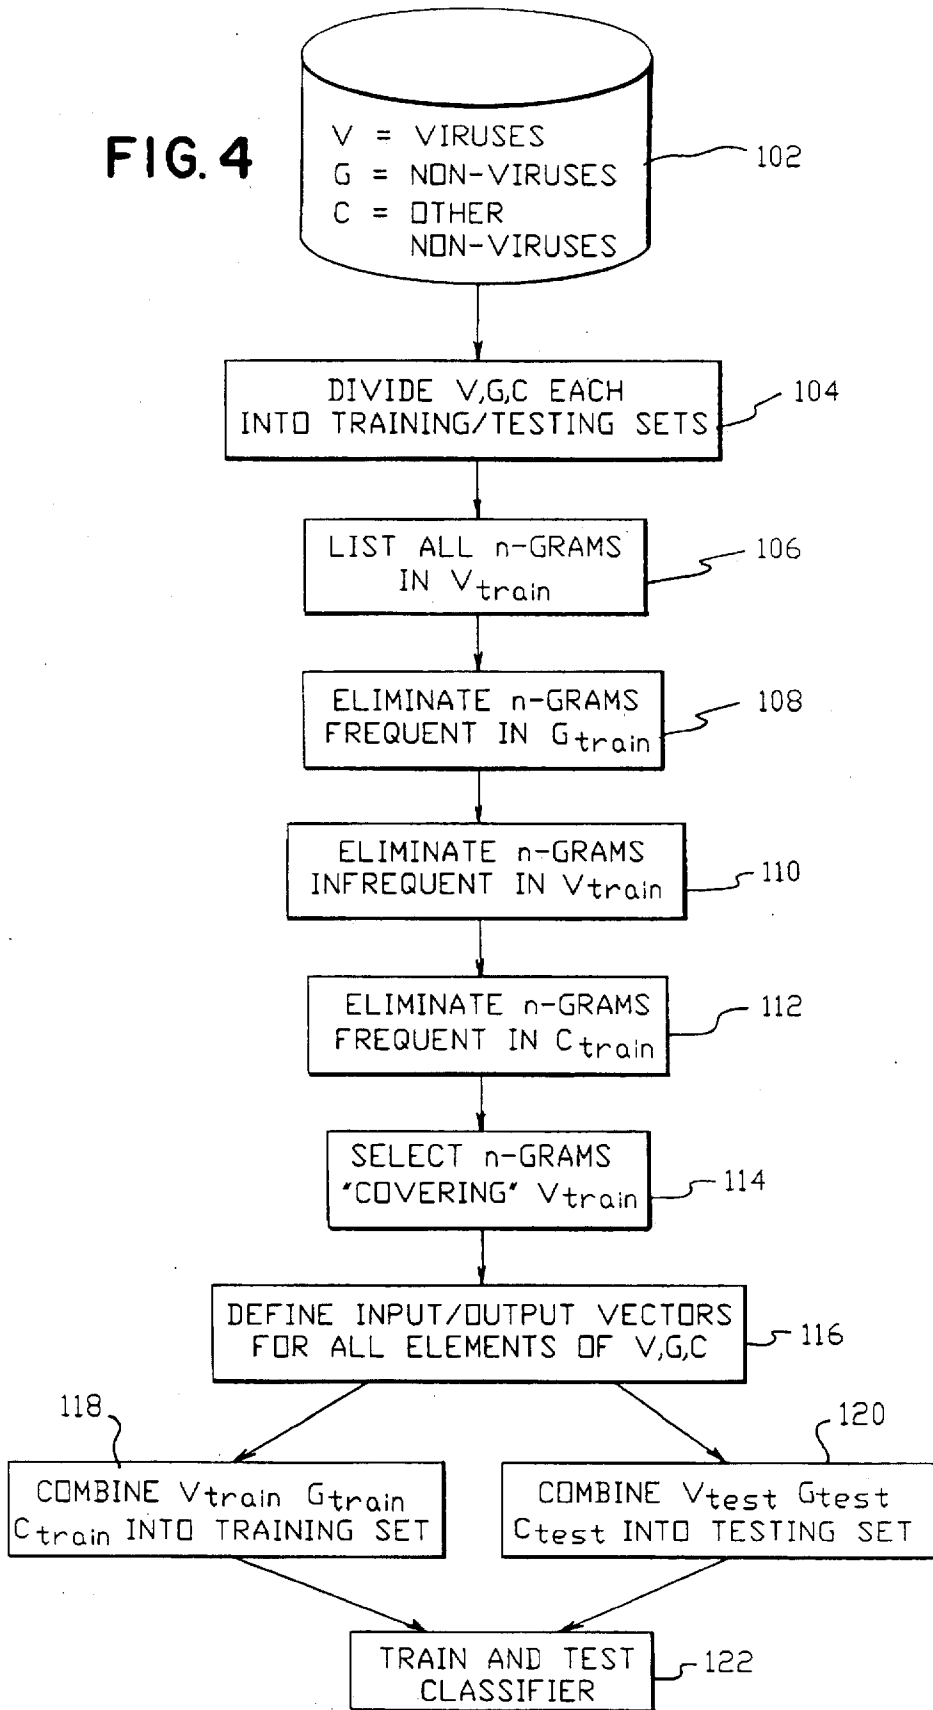 FIG. 4
V = VIRUSES
G = NON-VIRUSES
C = OTHER
NON-VIRUSES
102
DIVIDE V,G,C EACH
INTO TRAINING/TESTING SETS
104
LIST ALL n-GRAMS
IN Vtrain
106
ELIMINATE n-GRAMS
FREQUENT IN Gtrain
108
ELIMINATE n-GRAMS
INFREQUENT IN Vtrain
110
ELIMINATE n-GRAMS
FREQUENT IN Ctrain
112
SELECT n-GRAMS
"COVERING" Vtrain
114
DEFINE INPUT/OUTPUT VECTORS
FOR ALL ELEMENTS OF V,G,C
116
118
COMBINE Vtrain Gtrain
Ctrain INTO TRAINING SET
120
COMBINE Vtest Gtest
Ctest INTO TESTING SET
TRAIN AND TEST
CLASSIFIER
122